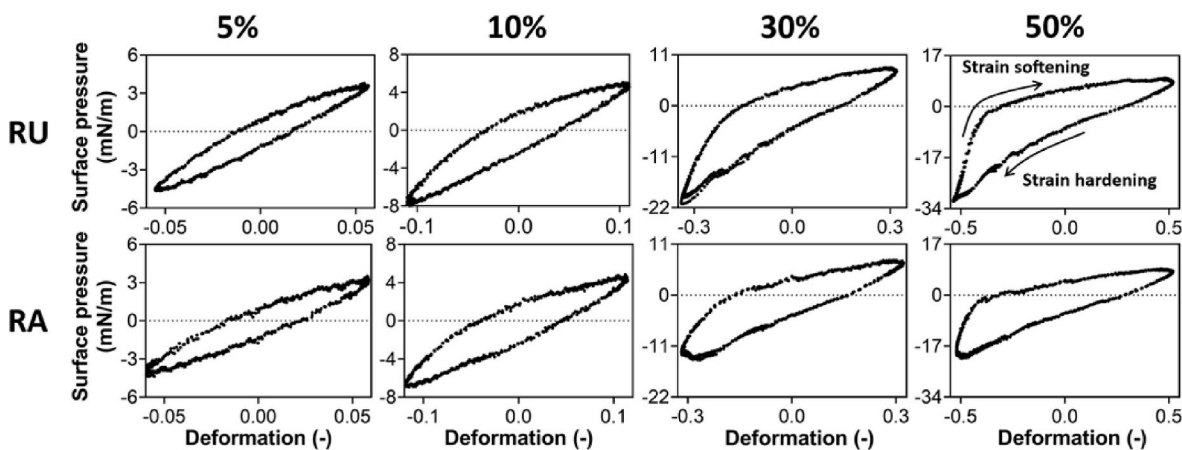 5% 10% 30% 50%
RU
Surface pressure
(mN/m)
6
3
0
-3
-6
-0.05 0.00 0.05
8
4
0
-4
-8
-0.1 0.0 0.1
11
0
-11
-22
-0.3 0.0 0.3
17
0
-17
-34
-0.5 0.0 0.5
Strain softening
Strain hardening
RA
Surface pressure
(mN/m)
6
3
0
-3
-6
-0.05 0.00 0.05
Deformation (-)
8
4
0
-4
-8
-0.1 0.0 0.1
Deformation (-)
11
0
-11
-22
-0.3 0.0 0.3
Deformation (-)
17
0
-17
-34
-0.5 0.0 0.5
Deformation (-)